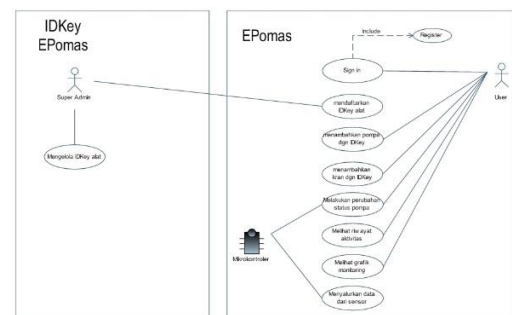 IDKey
EPomas
Super Admin
Mengelola IDKey alat
EPomas
Include
Register
Sign in
User
mendaftarkan
IDKey alat
menambahkan pompa
dgn IDKey
menambahkan
kran dgn IDKey
Melakukan perubahan
status pompa
Melihat riwayat
aktivitas
Melihat grafik
monitoring
Mikrokontroler
Menyalurkan data
dari sensor